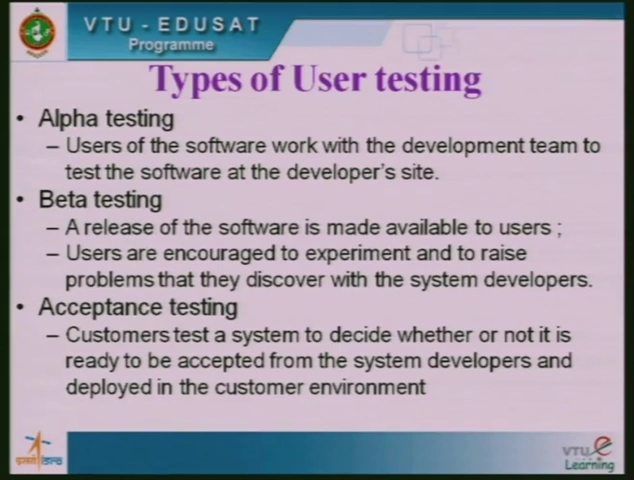 VTU - EDUSAT
Programme
Types of User testing
• Alpha testing
– Users of the software work with the development team to
test the software at the developer's site.
• Beta testing
– A release of the software is made available to users ;
– Users are encouraged to experiment and to raise
problems that they discover with the system developers.
• Acceptance testing
– Customers test a system to decide whether or not it is
ready to be accepted from the system developers and
deployed in the customer environment
VTU e
Learning